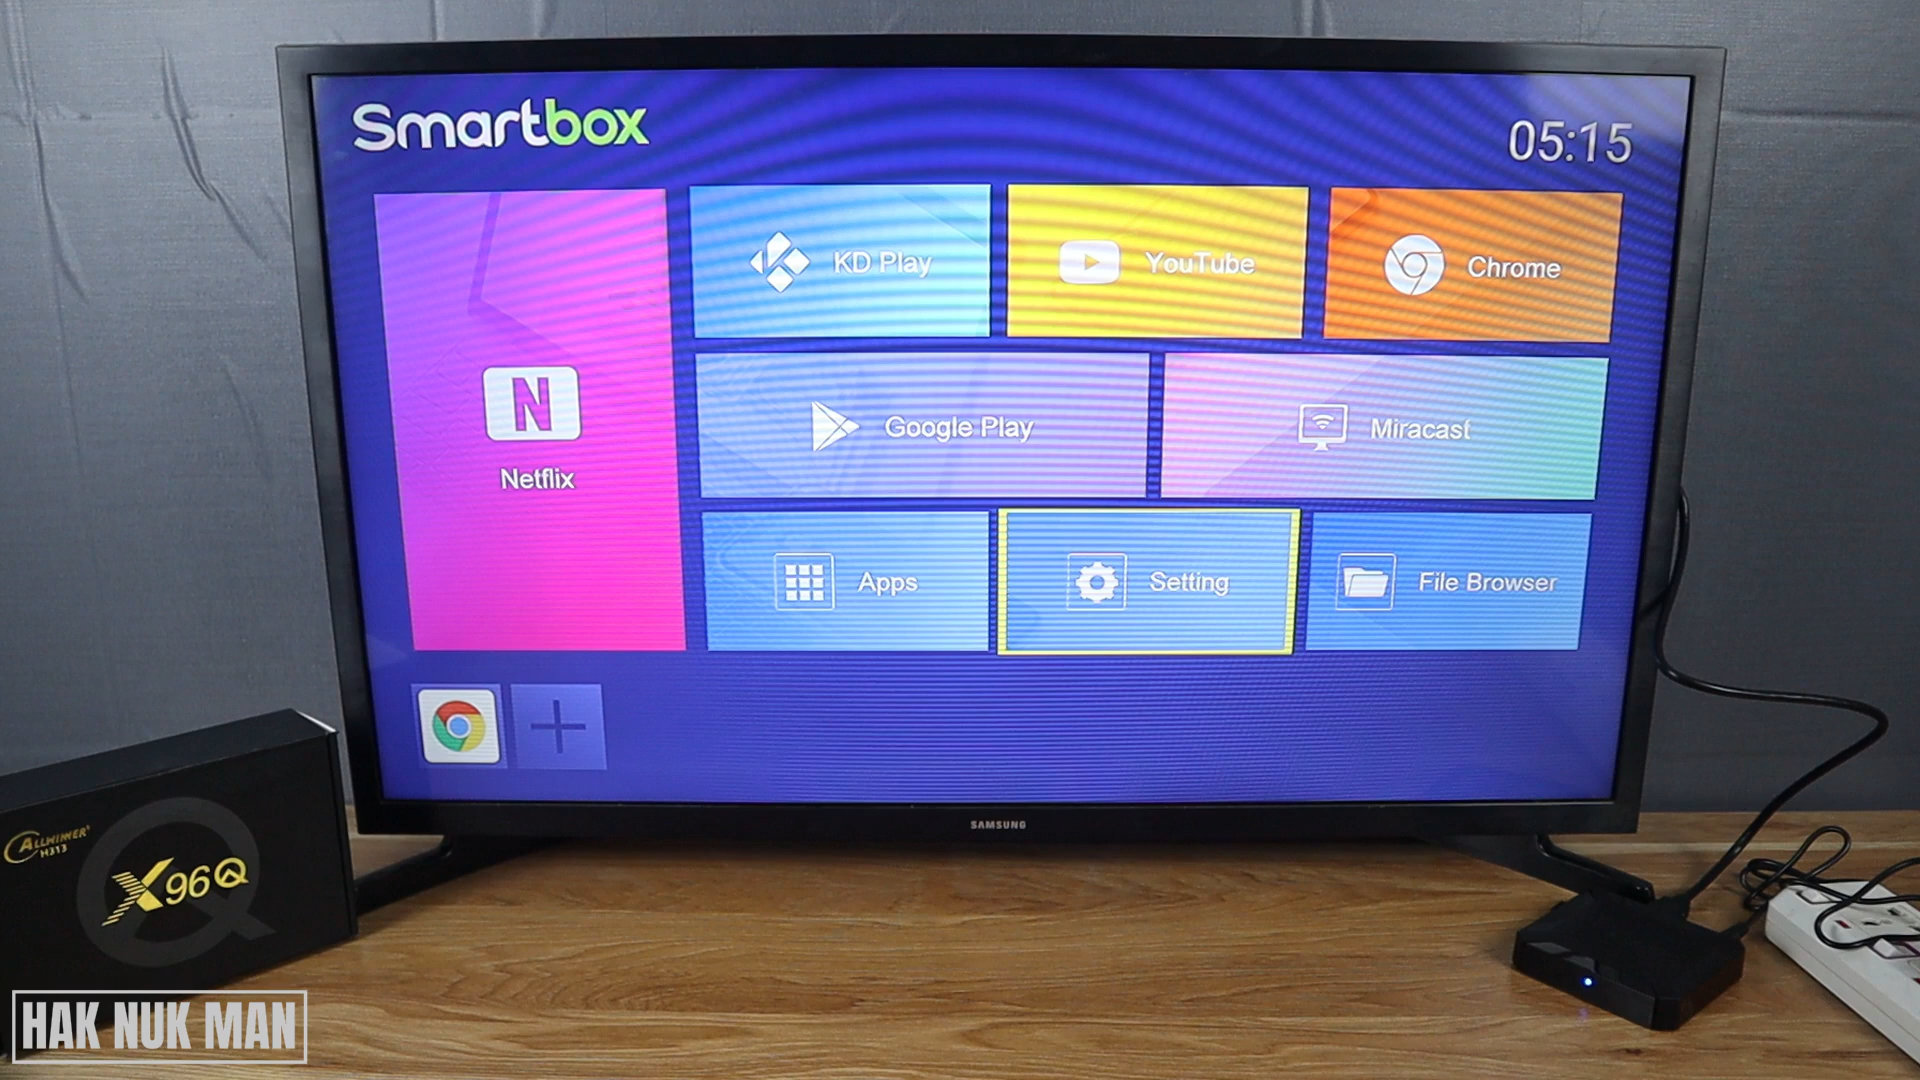 Smartbox
05:15
KD Play
YouTube
Chrome
N
Netflix
Google Play
Miracast
Apps
Setting
File Browser
SAMSUNG
ALLWINNER
H313
X96Q
HAK NUK MAN